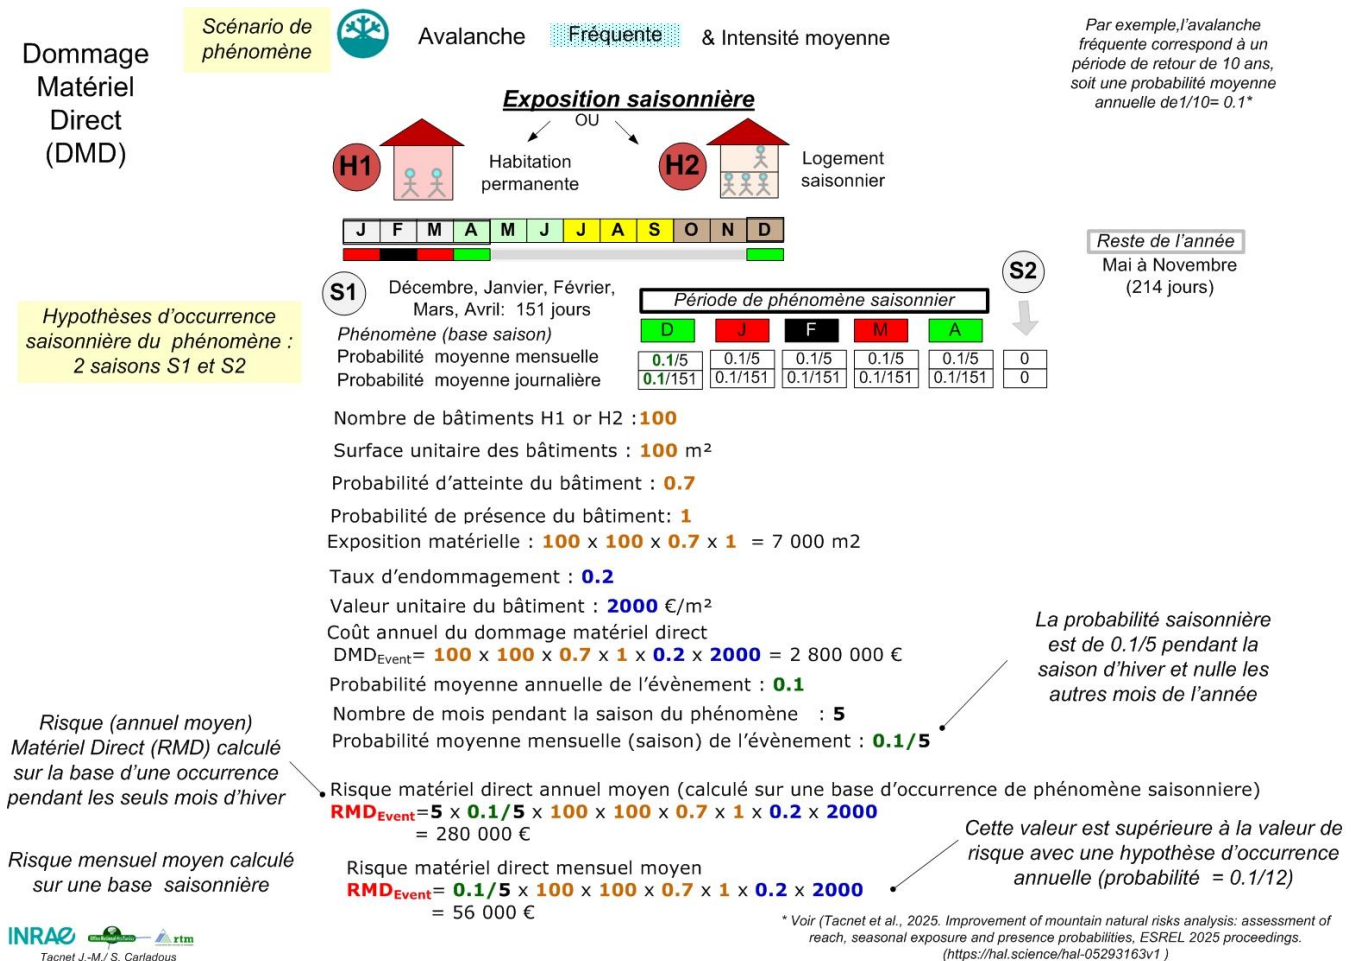 Dommage
Matériel
Direct
(DMD)
Scénario de
phénomène
Avalanche Fréquente & Intensité moyenne
Par exemple,l'avalanche
fréquente correspond à un
période de retour de 10 ans,
soit une probabilité moyenne
annuelle de1/10= 0.1*
Exposition saisonnière
OU
H1
Habitation
permanente
H2
Logement
saisonnier
J F M A M J J A S O N D
S1
Décembre, Janvier, Février,
Mars, Avril: 151 jours
Période de phénomène saisonnier
S2
Reste de l'année
Mai à Novembre
(214 jours)
Hypothèses d'occurrence
saisonnière du phénomène :
2 saisons S1 et S2
Phénomène (base saison)
D J F M A
Probabilité moyenne mensuelle 0.1/5 0.1/5 0.1/5 0.1/5 0.1/5 0
Probabilité moyenne journalière 0.1/151 0.1/151 0.1/151 0.1/151 0.1/151 0
Nombre de bâtiments H1 or H2 :100
Surface unitaire des bâtiments : 100 m²
Probabilité d'atteinte du bâtiment : 0.7
Probabilité de présence du bâtiment: 1
Exposition matérielle : 100 x 100 x 0.7 x 1 = 7 000 m2
Taux d'endommagement : 0.2
Valeur unitaire du bâtiment : 2000 €/m²
Coût annuel du dommage matériel direct
DMDEvent= 100 x 100 x 0.7 x 1 x 0.2 x 2000 = 2 800 000 €
Probabilité moyenne annuelle de l'évènement : 0.1
Nombre de mois pendant la saison du phénomène : 5
Probabilité moyenne mensuelle (saison) de l'évènement : 0.1/5
La probabilité saisonnière
est de 0.1/5 pendant la
saison d'hiver et nulle les
autres mois de l'année
Risque (annuel moyen)
Matériel Direct (RMD) calculé
sur la base d'une occurrence
pendant les seuls mois d'hiver
Risque matériel direct annuel moyen (calculé sur une base d'occurrence de phénomène saisonniere)
RMDEvent=5 x 0.1/5 x 100 x 100 x 0.7 x 1 x 0.2 x 2000
= 280 000 €
Risque mensuel moyen calculé
sur une base saisonnière
Risque matériel direct mensuel moyen
RMDEvent= 0.1/5 x 100 x 100 x 0.7 x 1 x 0.2 x 2000
= 56 000 €
Cette valeur est supérieure à la valeur de
risque avec une hypothèse d'occurrence
annuelle (probabilité = 0.1/12)
* Voir (Tacnet et al., 2025. Improvement of mountain natural risks analysis: assessment of
reach, seasonal exposure and presence probabilities, ESREL 2025 proceedings.
(https://hal.science/hal-05293163v1 )
INRAE
rtm
Tacnet J.-M./ S. Carladous